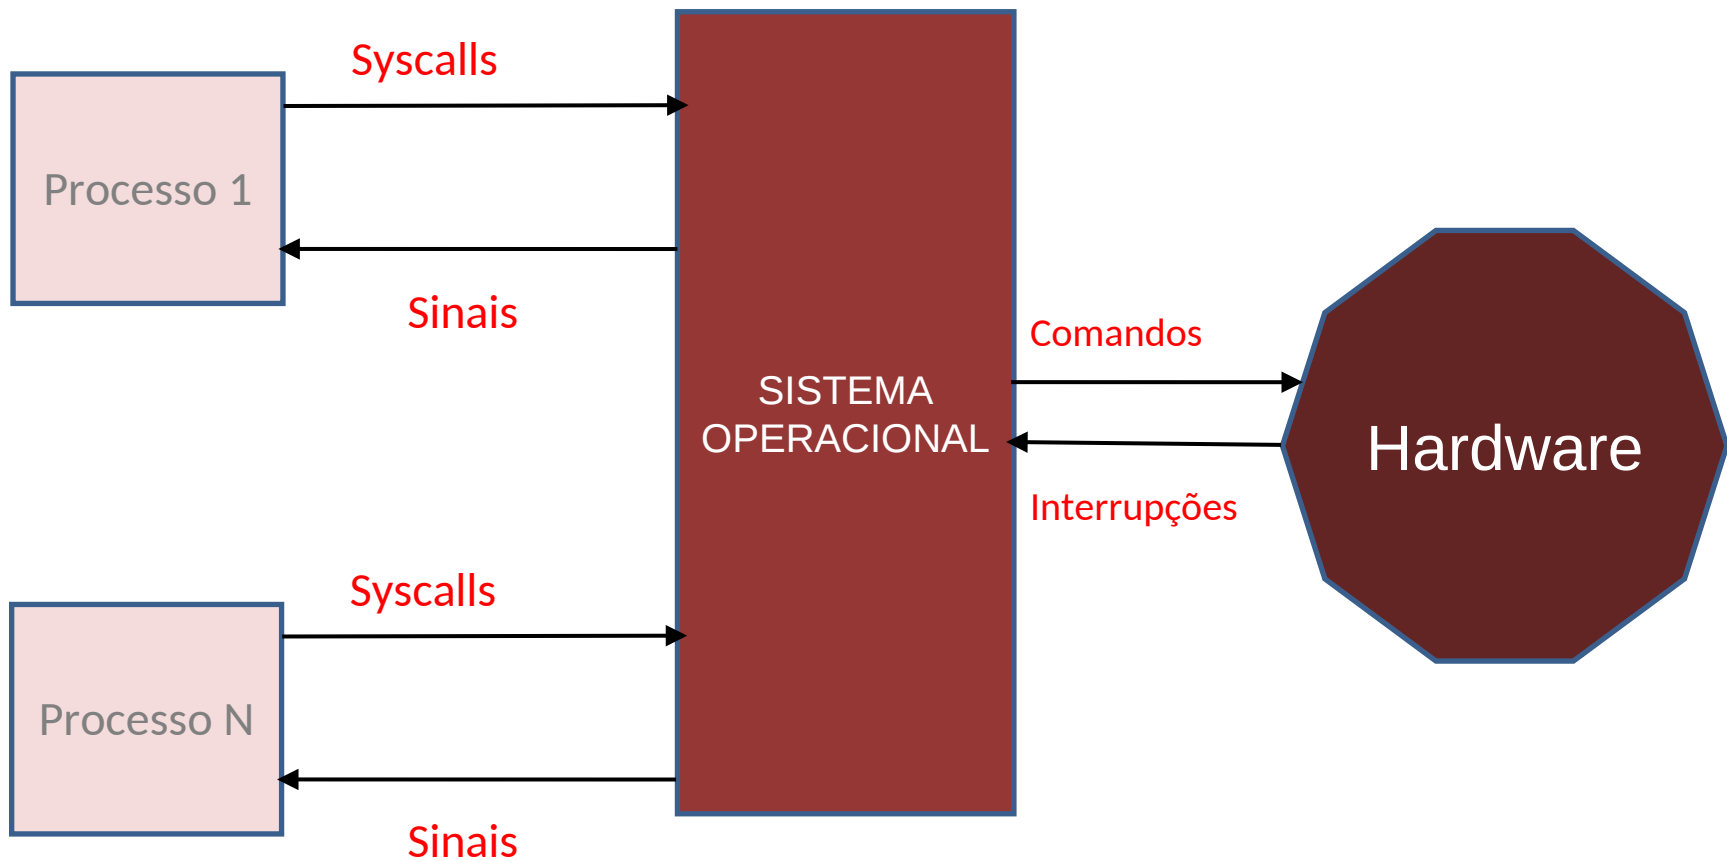 Syscalls
Processo 1
Sinais
SISTEMA
OPERACIONAL
Comandos
Hardware
Interrupções
Syscalls
Processo N
Sinais